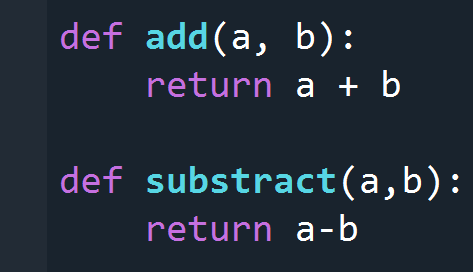 def add(a, b):
    return a + b
def substract(a,b):
    return a-b